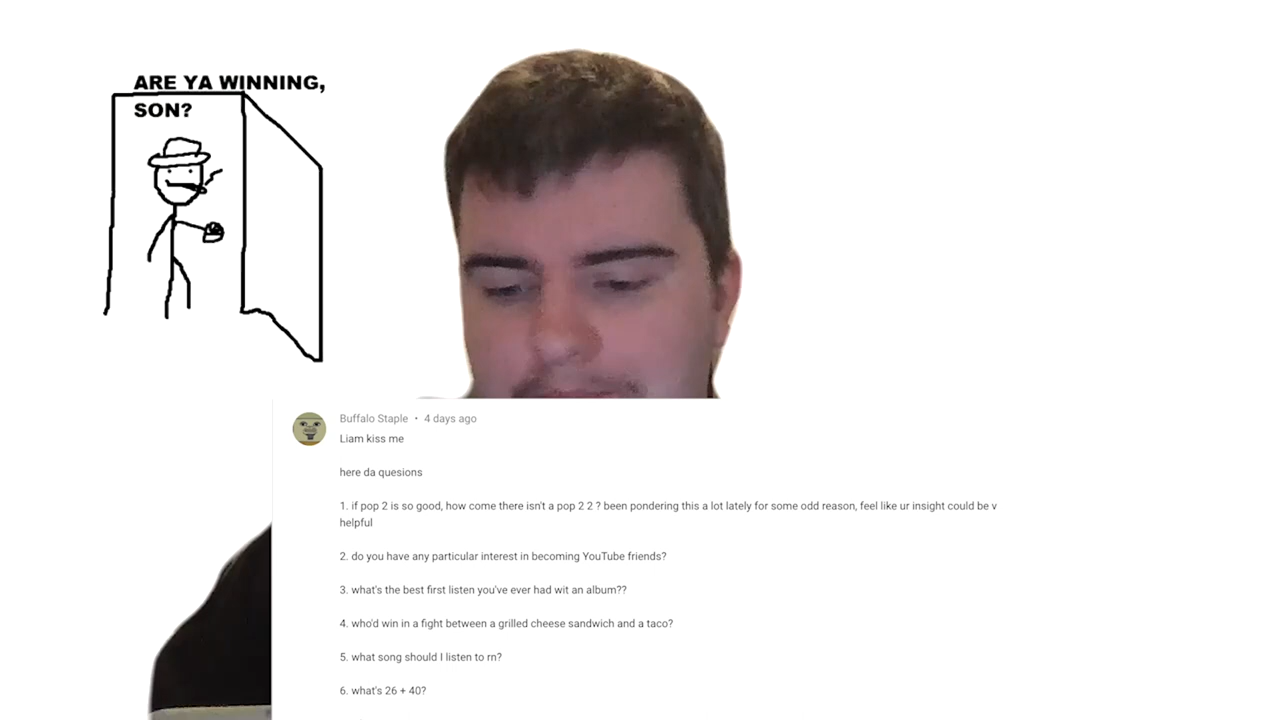 ARE YA WINNING,
SON?
Buffalo Staple • 4 days ago
Liam kiss me
here da quesions
1. if pop 2 is so good, how come there isn't a pop 2 2 ? been pondering this a lot lately for some odd reason, feel like ur insight could be v
helpful
2. do you have any particular interest in becoming YouTube friends?
3. what's the best first listen you've ever had wit an album??
4. who'd win in a fight between a grilled cheese sandwich and a taco?
5. what song should I listen to rn?
6. what's 26 + 40?